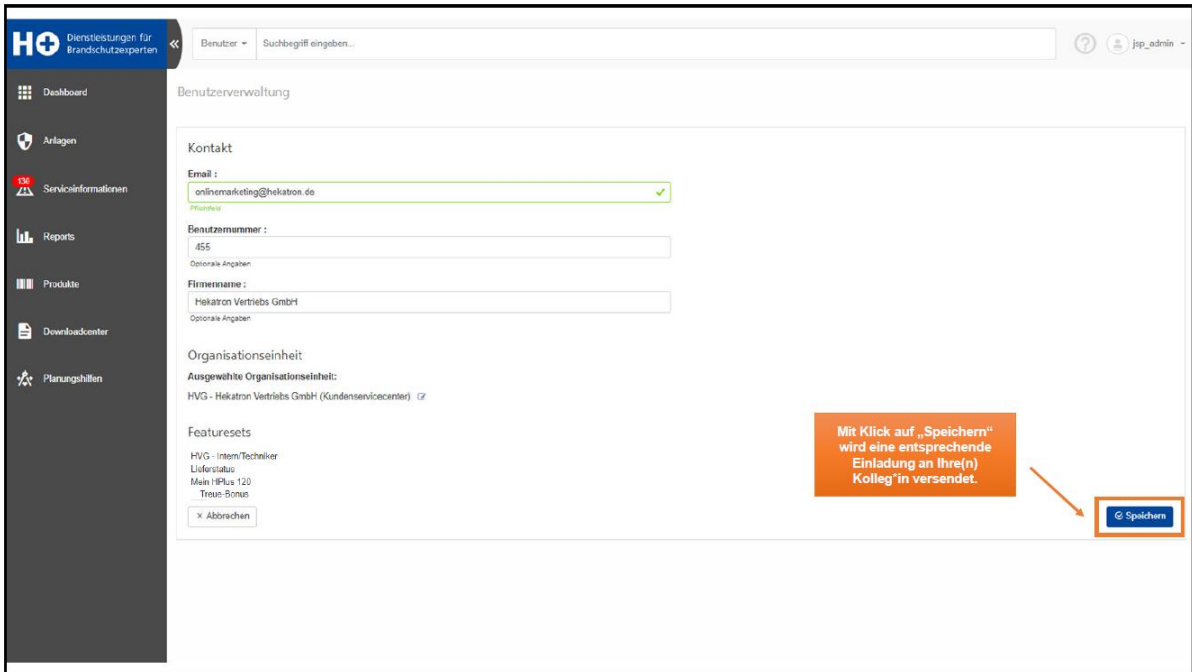 H+ Dienstleistungen für
Brandschutzexperten
«
Benutzer
Suchbegriff eingeben...
?
jsp_admin
Dashboard
Anlagen
130
Serviceinformationen
Reports
Produkte
Downloadcenter
Planungshilfen
Benutzerverwaltung
Kontakt
Email :
onlinemarketing@hekatron.de
Pflichtfeld
Benutzernummer :
455
Optionale Angaben
Firmenname :
Hekatron Vertriebs GmbH
Optionale Angaben
Organisationseinheit
Ausgewählte Organisationseinheit:
HVG - Hekatron Vertriebs GmbH (Kundenservicecenter)
Featuresets
HVG - Intern/Techniker
Lieferstatus
Mein HPlus 120
Treue-Bonus
× Abbrechen
Mit Klick auf „Speichern“
wird eine entsprechende
Einladung an Ihre(n)
Kolleg*in versendet.
Speichern